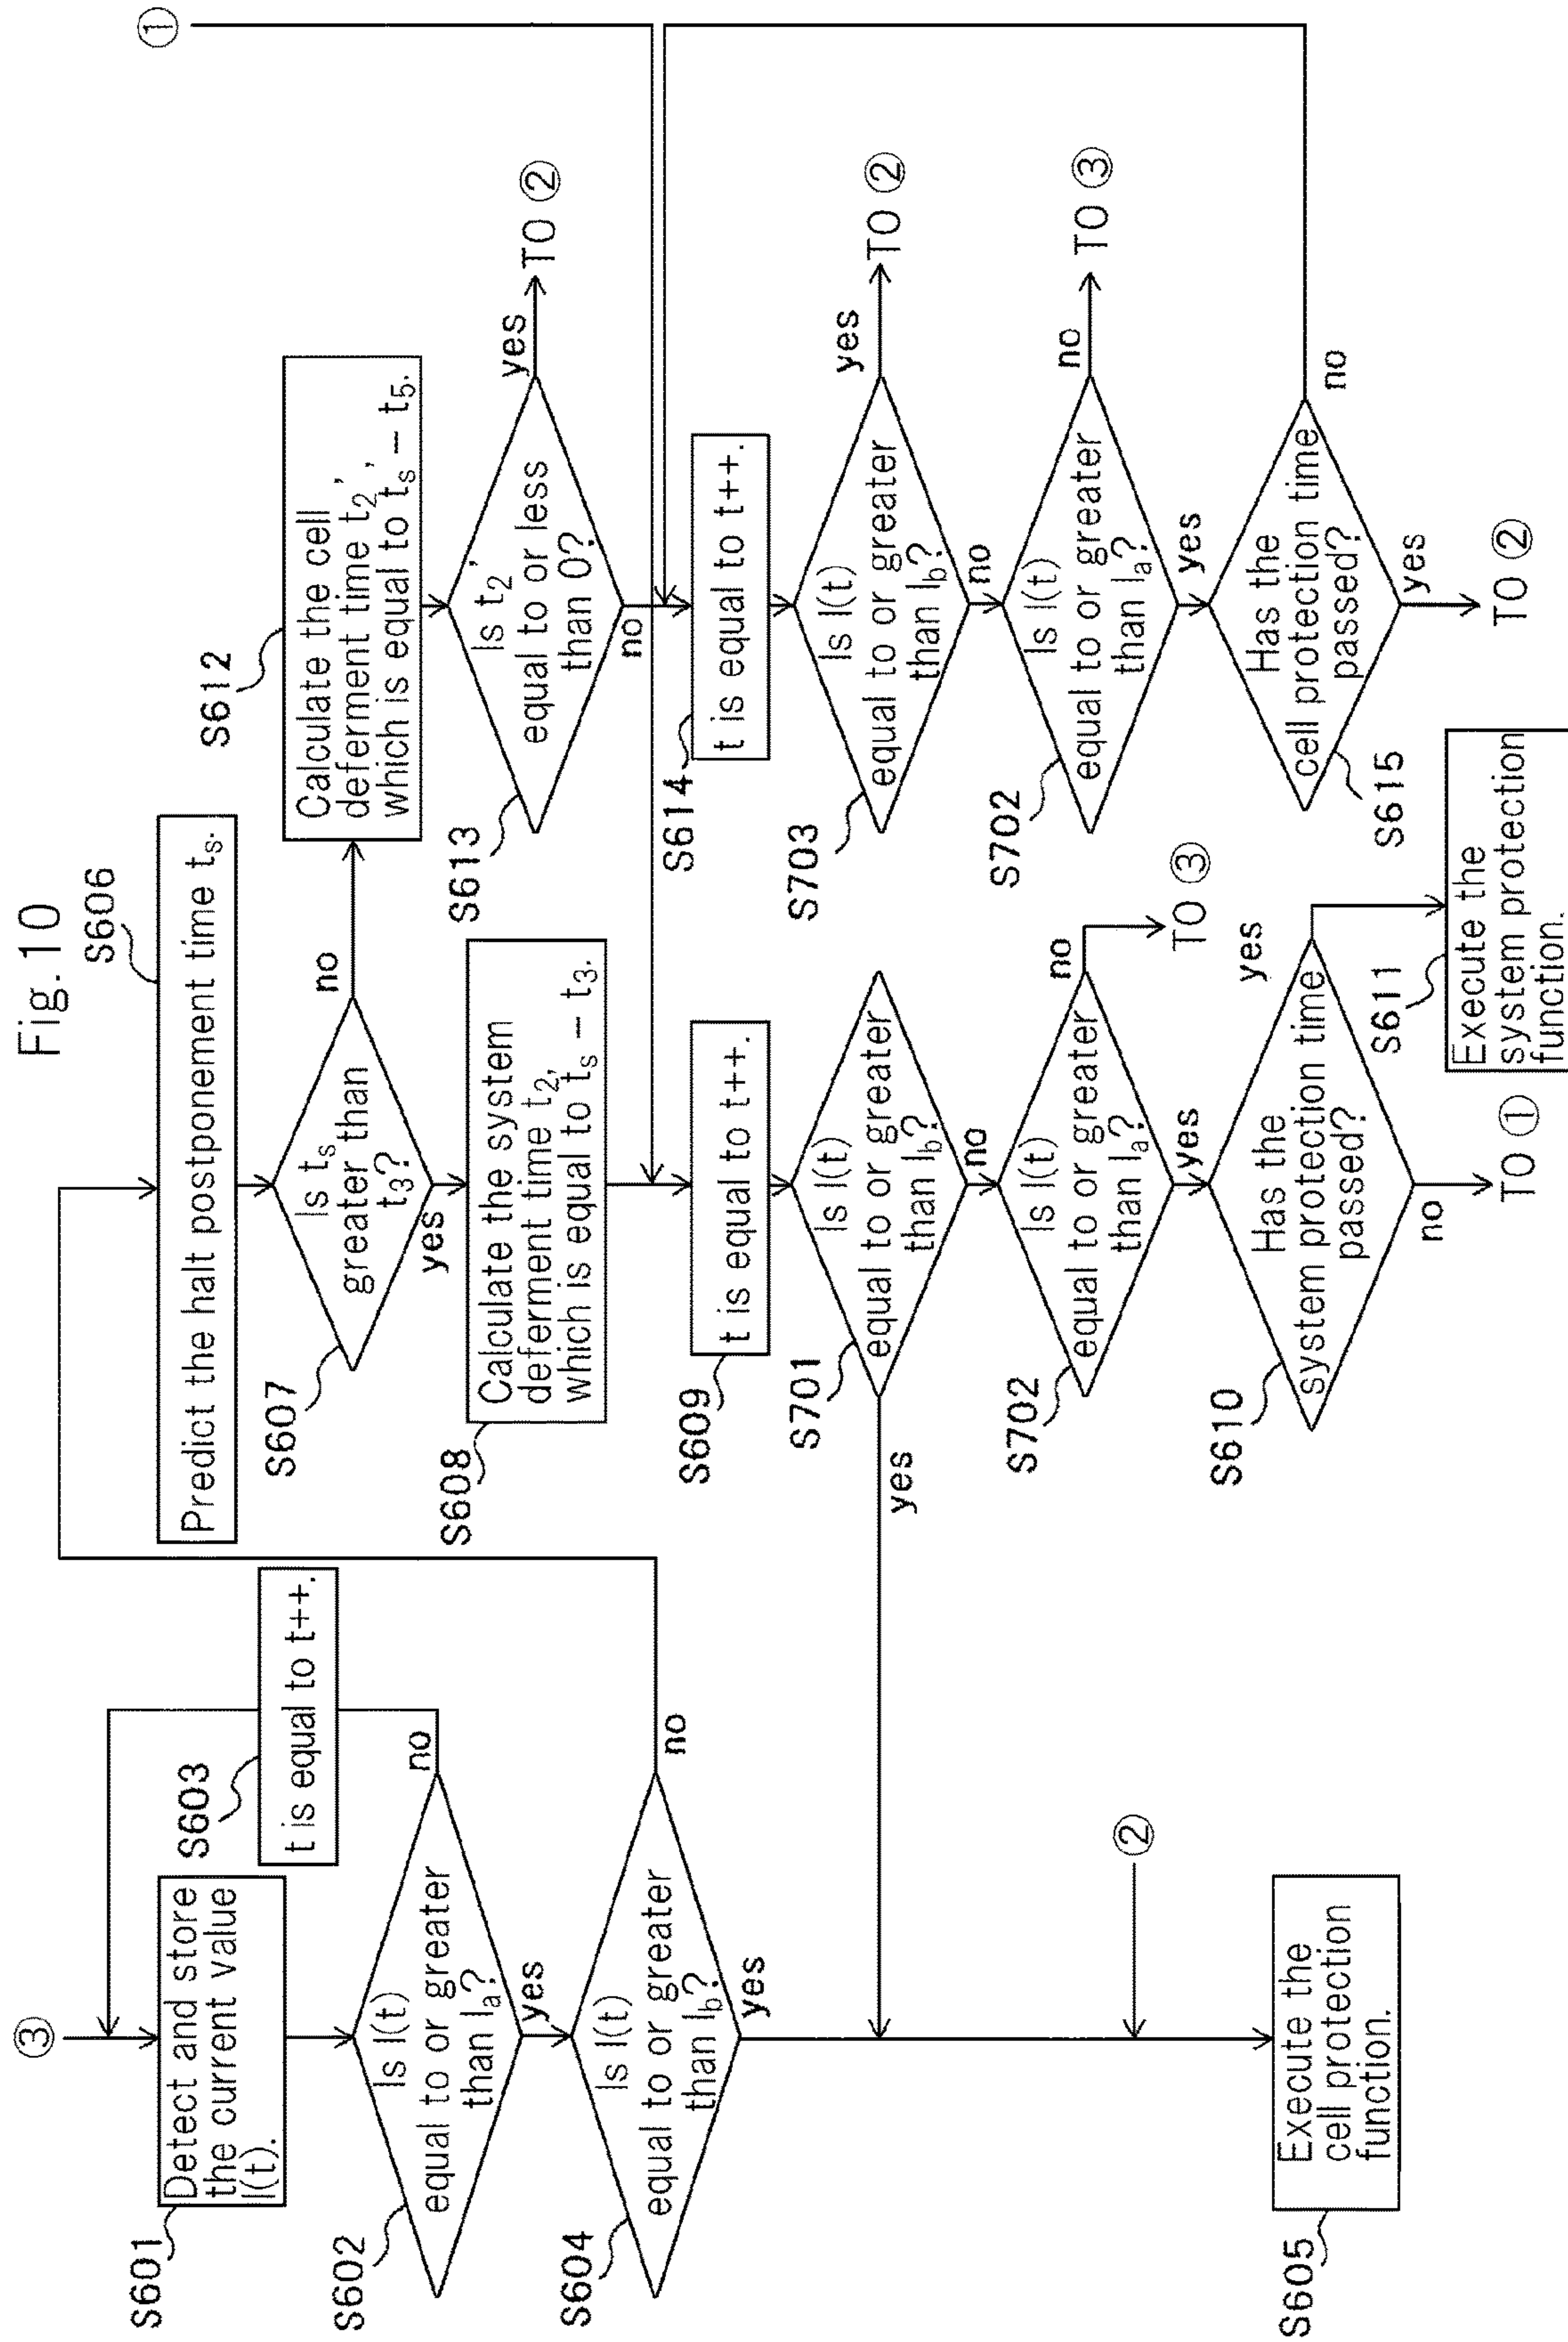 Fig. 10
③
S601
Detect and store
the current value
I(t).
S603
t is equal to t++.
S602
Is I(t)
equal to or greater
than Ia?
no
yes
S604
Is I(t)
equal to or greater
than Ib?
no
yes
②
S605
Execute the
cell protection
function.
S606
Predict the halt postponement time ts.
S607
Is ts
greater than
t3?
no
yes
S608
Calculate the system
deferment time t2,
which is equal to ts – t3.
S609
t is equal to t++.
S701
Is I(t)
equal to or greater
than Ib?
yes
no
S702
Is I(t)
equal to or greater
than Ia?
no
TO ③
yes
S610
Has the
system protection time
passed?
yes
no
TO ①
S611
Execute the
system protection
function.
①
S612
Calculate the cell
deferment time t2',
which is equal to ts – t5.
S613
Is t2'
equal to or less
than 0?
yes
TO ②
no
S614
t is equal to t++.
S703
Is I(t)
equal to or greater
than Ib?
yes
TO ②
no
S702
Is I(t)
equal to or greater
than Ia?
no
TO ③
yes
S615
Has the
cell protection time
passed?
no
yes
TO ②